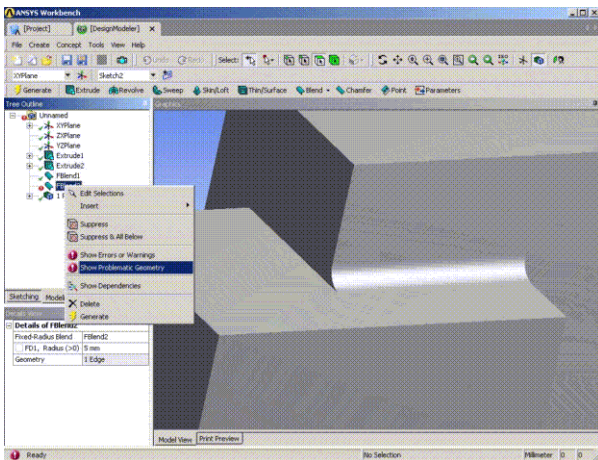 ANSYS Workbench
[Project] [DesignModeler]
File Create Concept Tools View Help
Undo Redo Select:
XYPlane Sketch2
Generate Extrude Revolve Sweep Skin/Loft Thin/Surface Blend Chamfer Point Parameters
Tree Outline Graphics
Unnamed
XYPlane
ZXPlane
YZPlane
Extrude1
Extrude2
FBlend1
Edit Selections
Insert
Suppress
Suppress & All Below
Show Errors or Warnings
Show Problematic Geometry
Show Dependencies
Delete
Generate
Sketching
Details View
Details of FBlend2
Fixed-Radius Blend FBlend2
FD1, Radius (>0) 5 mm
Geometry 1 Edge
Model View Print Preview
Ready No Selection Millimeter 0 0